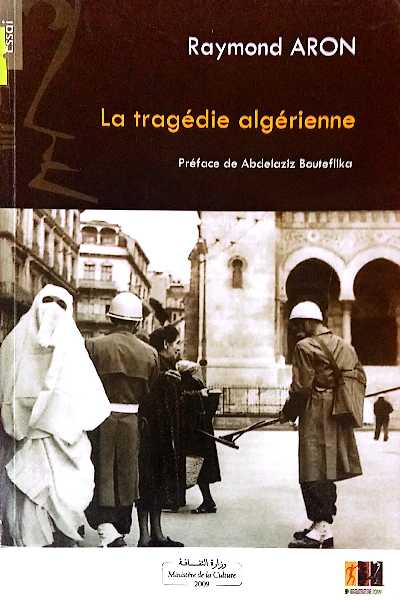 Essai
Raymond ARON
La tragédie algérienne
Préface de Abdelaziz Bouteflika
وزارة الثقافة
Ministère de la Culture
2009